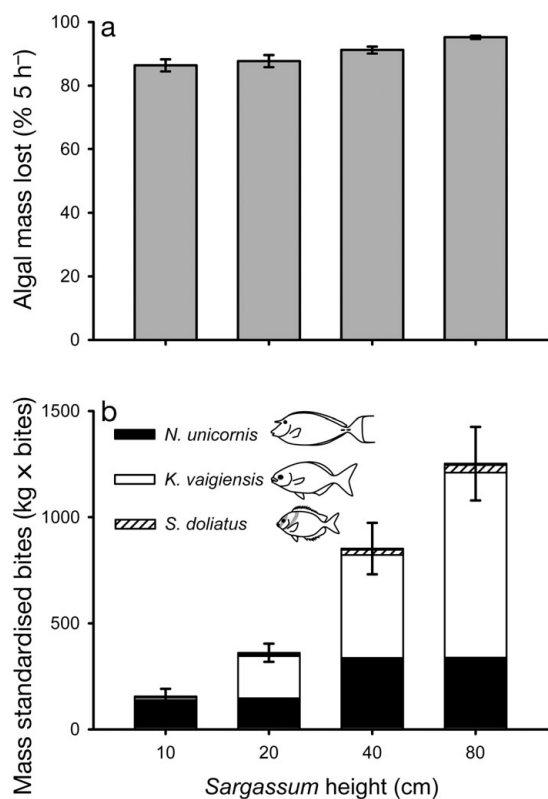 a
Algal mass lost (% 5 h⁻)
100
80
60
40
20
0
b
Mass standardised bites (kg x bites)
1500
1000
500
0
N. unicornis
K. vaigiensis
S. doliatus
10 20 40 80
Sargassum height (cm)